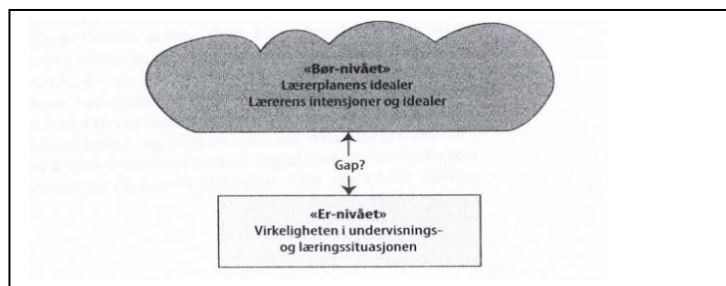 «Bør-nivået»
Lærerplanens idealer
Lærerens intensjoner og idealer
Gap?
«Er-nivået»
Virkeligheten i undervisnings-
og læringssituasjonen